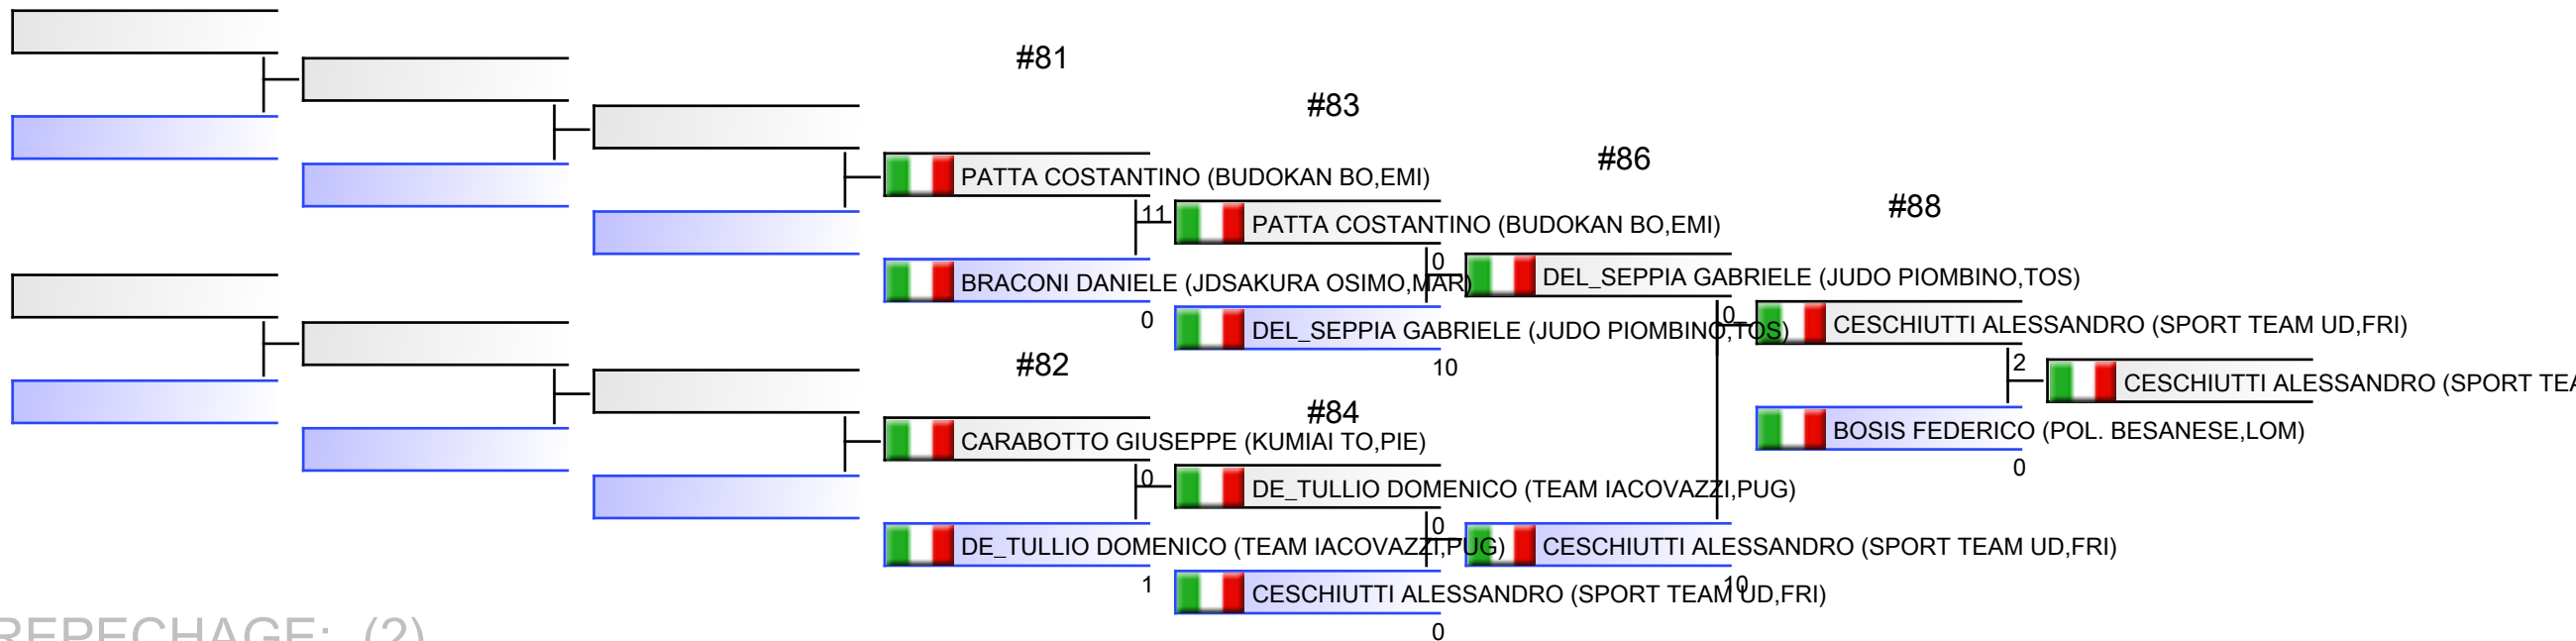 #81
#83
#86
#88
PATTA COSTANTINO (BUDOKAN BO,EMI)
11
PATTA COSTANTINO (BUDOKAN BO,EMI)
BRACONI DANIELE (JDSAKURA OSIMO,MAR)
0
0
DEL_SEPPIA GABRIELE (JUDO PIOMBINO,TOS)
DEL_SEPPIA GABRIELE (JUDO PIOMBINO,TOS)
10
0
CESCHIUTTI ALESSANDRO (SPORT TEAM UD,FRI)
2
CESCHIUTTI ALESSANDRO (SPORT TEA
BOSIS FEDERICO (POL. BESANESE,LOM)
0
#82
#84
CARABOTTO GIUSEPPE (KUMIAI TO,PIE)
0
DE_TULLIO DOMENICO (TEAM IACOVAZZI,PUG)
DE_TULLIO DOMENICO (TEAM IACOVAZZI,PUG)
1
0
CESCHIUTTI ALESSANDRO (SPORT TEAM UD,FRI)
10
CESCHIUTTI ALESSANDRO (SPORT TEAM UD,FRI)
0
REPECHAGE: (2)